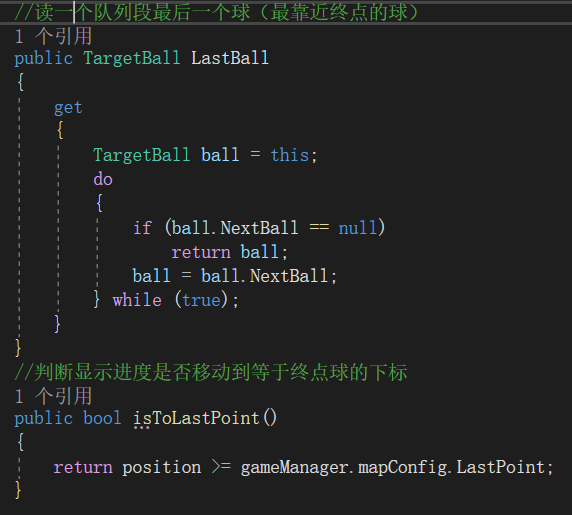 //读一个队列段最后一个球（最靠近终点的球）
1 个引用
public TargetBall LastBall
{
get
{
TargetBall ball = this;
do
{
if (ball.NextBall == null)
return ball;
ball = ball.NextBall;
} while (true);
}
}
//判断显示进度是否移动到等于终点球的下标
1 个引用
public bool isToLastPoint()
{
return position >= gameManager.mapConfig.LastPoint;
}